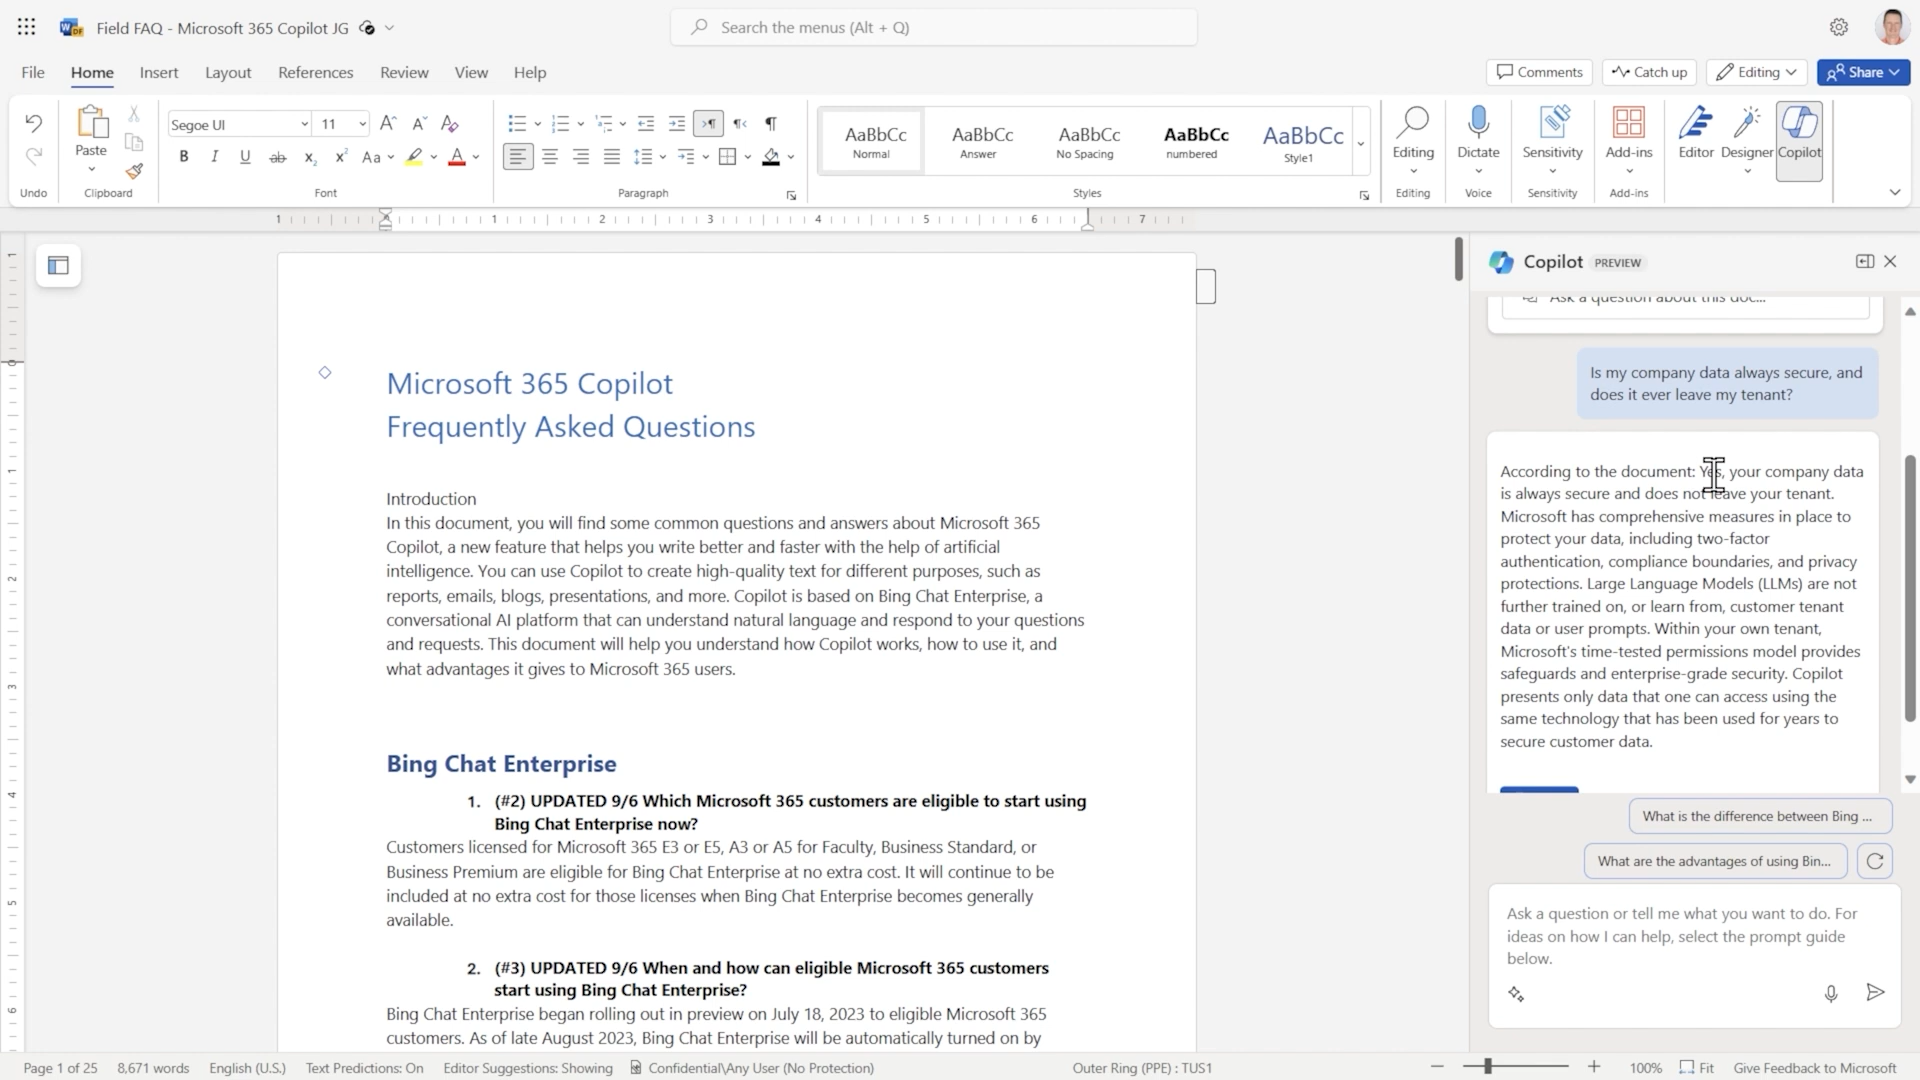 Field FAQ - Microsoft 365 Copilot JG
Search the menus (Alt + Q)
File Home Insert Layout References Review View Help
Comments Catch up Editing Share
Segoe UI 11
Paste
B I U ab x₂ x² Aa A
Undo Clipboard Font Paragraph
AaBbCc AaBbCc AaBbCc AaBbCc AaBbCc
Normal Answer No Spacing numbered Style1
Styles
Editing Dictate Sensitivity Add-ins Editor Designer Copilot
Editing Voice Sensitivity Add-ins
1 1 2 3 4 5 6 7
Microsoft 365 Copilot
Frequently Asked Questions
Introduction
In this document, you will find some common questions and answers about Microsoft 365
Copilot, a new feature that helps you write better and faster with the help of artificial
intelligence. You can use Copilot to create high-quality text for different purposes, such as
reports, emails, blogs, presentations, and more. Copilot is based on Bing Chat Enterprise, a
conversational AI platform that can understand natural language and respond to your questions
and requests. This document will help you understand how Copilot works, how to use it, and
what advantages it gives to Microsoft 365 users.
Bing Chat Enterprise
1. (#2) UPDATED 9/6 Which Microsoft 365 customers are eligible to start using
Bing Chat Enterprise now?
Customers licensed for Microsoft 365 E3 or E5, A3 or A5 for Faculty, Business Standard, or
Business Premium are eligible for Bing Chat Enterprise at no extra cost. It will continue to be
included at no extra cost for those licenses when Bing Chat Enterprise becomes generally
available.
2. (#3) UPDATED 9/6 When and how can eligible Microsoft 365 customers
start using Bing Chat Enterprise?
Bing Chat Enterprise began rolling out in preview on July 18, 2023 to eligible Microsoft 365
customers. As of late August 2023, Bing Chat Enterprise will be automatically turned on by
Copilot PREVIEW
Ask a question about this doc...
Is my company data always secure, and
does it ever leave my tenant?
According to the document: Yes, your company data
is always secure and does not leave your tenant.
Microsoft has comprehensive measures in place to
protect your data, including two-factor
authentication, compliance boundaries, and privacy
protections. Large Language Models (LLMs) are not
further trained on, or learn from, customer tenant
data or user prompts. Within your own tenant,
Microsoft's time-tested permissions model provides
safeguards and enterprise-grade security. Copilot
presents only data that one can access using the
same technology that has been used for years to
secure customer data.
What is the difference between Bing ...
What are the advantages of using Bin...
Ask a question or tell me what you want to do. For
ideas on how I can help, select the prompt guide
below.
Page 1 of 25 8,671 words English (U.S.) Text Predictions: On Editor Suggestions: Showing Confidential\Any User (No Protection) Outer Ring (PPE) : TUS1 100% Fit Give Feedback to Microsoft